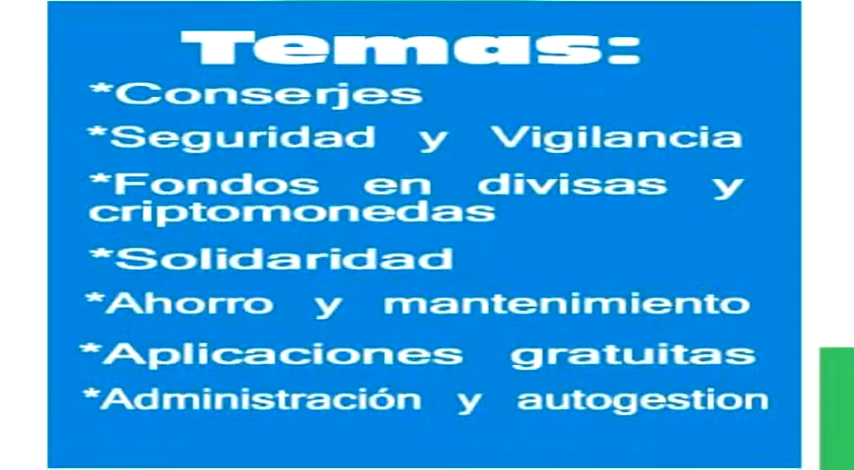 Temas:
*Conserjes
*Seguridad y Vigilancia
*Fondos en divisas y
criptomonedas
*Solidaridad
*Ahorro y mantenimiento
*Aplicaciones gratuitas
*Administración y autogestion